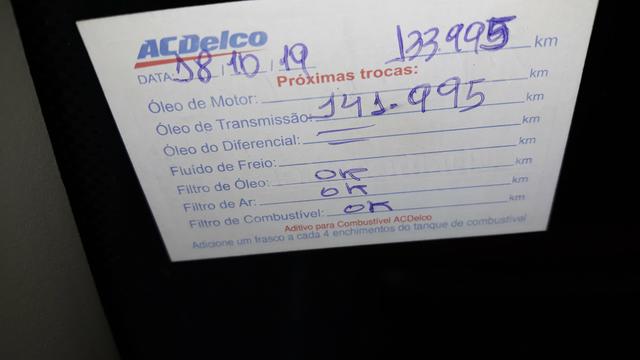 ACDelco
DATA: 18/10/19 133.995 km
Próximas trocas:
Óleo de Motor: km
Óleo de Transmissão: 141.995 km
Óleo do Diferencial: km
Fluído de Freio: km
Filtro de Óleo: OK km
Filtro de Ar: OK km
Filtro de Combustível: OK km
Aditivo para Combustível ACDelco
Adicione um frasco a cada 4 enchimentos do tanque de combustível